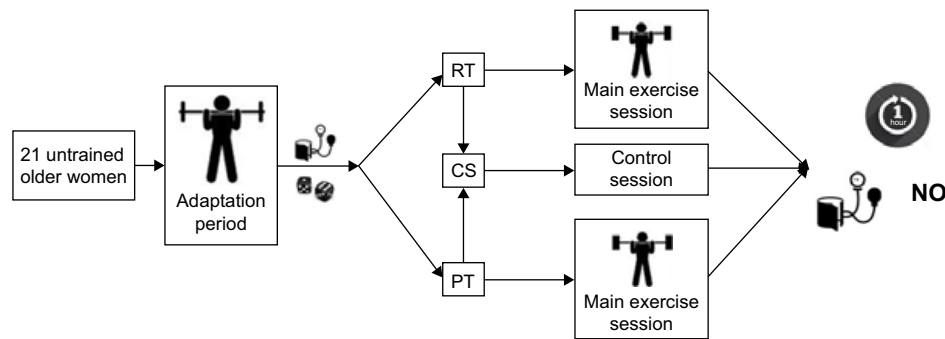 21 untrained
older women
Adaptation
period
RT
CS
PT
Main exercise
session
Control
session
Main exercise
session
1
hour
NO